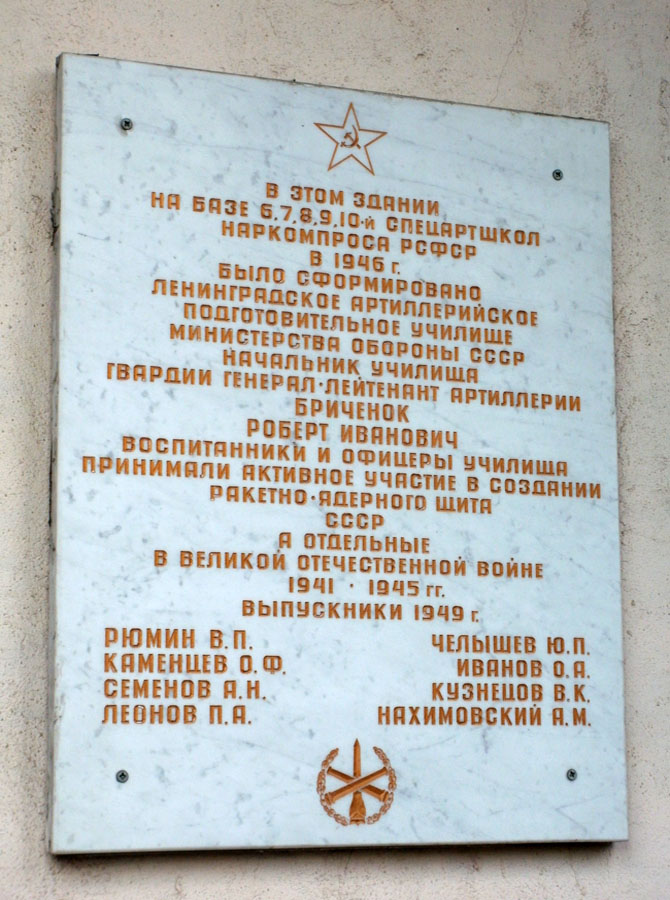 В ЭТОМ ЗДАНИИ
НА БАЗЕ 6,7,8,9,10-й СПЕЦАРТШКОЛ
НАРКОМПРОСА РСФСР
В 1946 г.
БЫЛО СФОРМИРОВАНО
ЛЕНИНГРАДСКОЕ АРТИЛЛЕРИЙСКОЕ
ПОДГОТОВИТЕЛЬНОЕ УЧИЛИЩЕ
МИНИСТЕРСТВА ОБОРОНЫ СССР
НАЧАЛЬНИК УЧИЛИЩА
ГВАРДИИ ГЕНЕРАЛ-ЛЕЙТЕНАНТ АРТИЛЛЕРИИ
БРИЧЕНОК
РОБЕРТ ИВАНОВИЧ
ВОСПИТАННИКИ И ОФИЦЕРЫ УЧИЛИЩА
ПРИНИМАЛИ АКТИВНОЕ УЧАСТИЕ В СОЗДАНИИ
РАКЕТНО-ЯДЕРНОГО ЩИТА
СССР
А ОТДЕЛЬНЫЕ
В ВЕЛИКОЙ ОТЕЧЕСТВЕННОЙ ВОЙНЕ
1941 - 1945 гг.
ВЫПУСКНИКИ 1949 г.
РЮМИН В.П. ЧЕЛЫШЕВ Ю.П.
КАМЕНЦЕВ О.Ф. ИВАНОВ О.А.
СЕМЕНОВ А.Н. КУЗНЕЦОВ В.К.
ЛЕОНОВ П.А. НАХИМОВСКИЙ А.М.